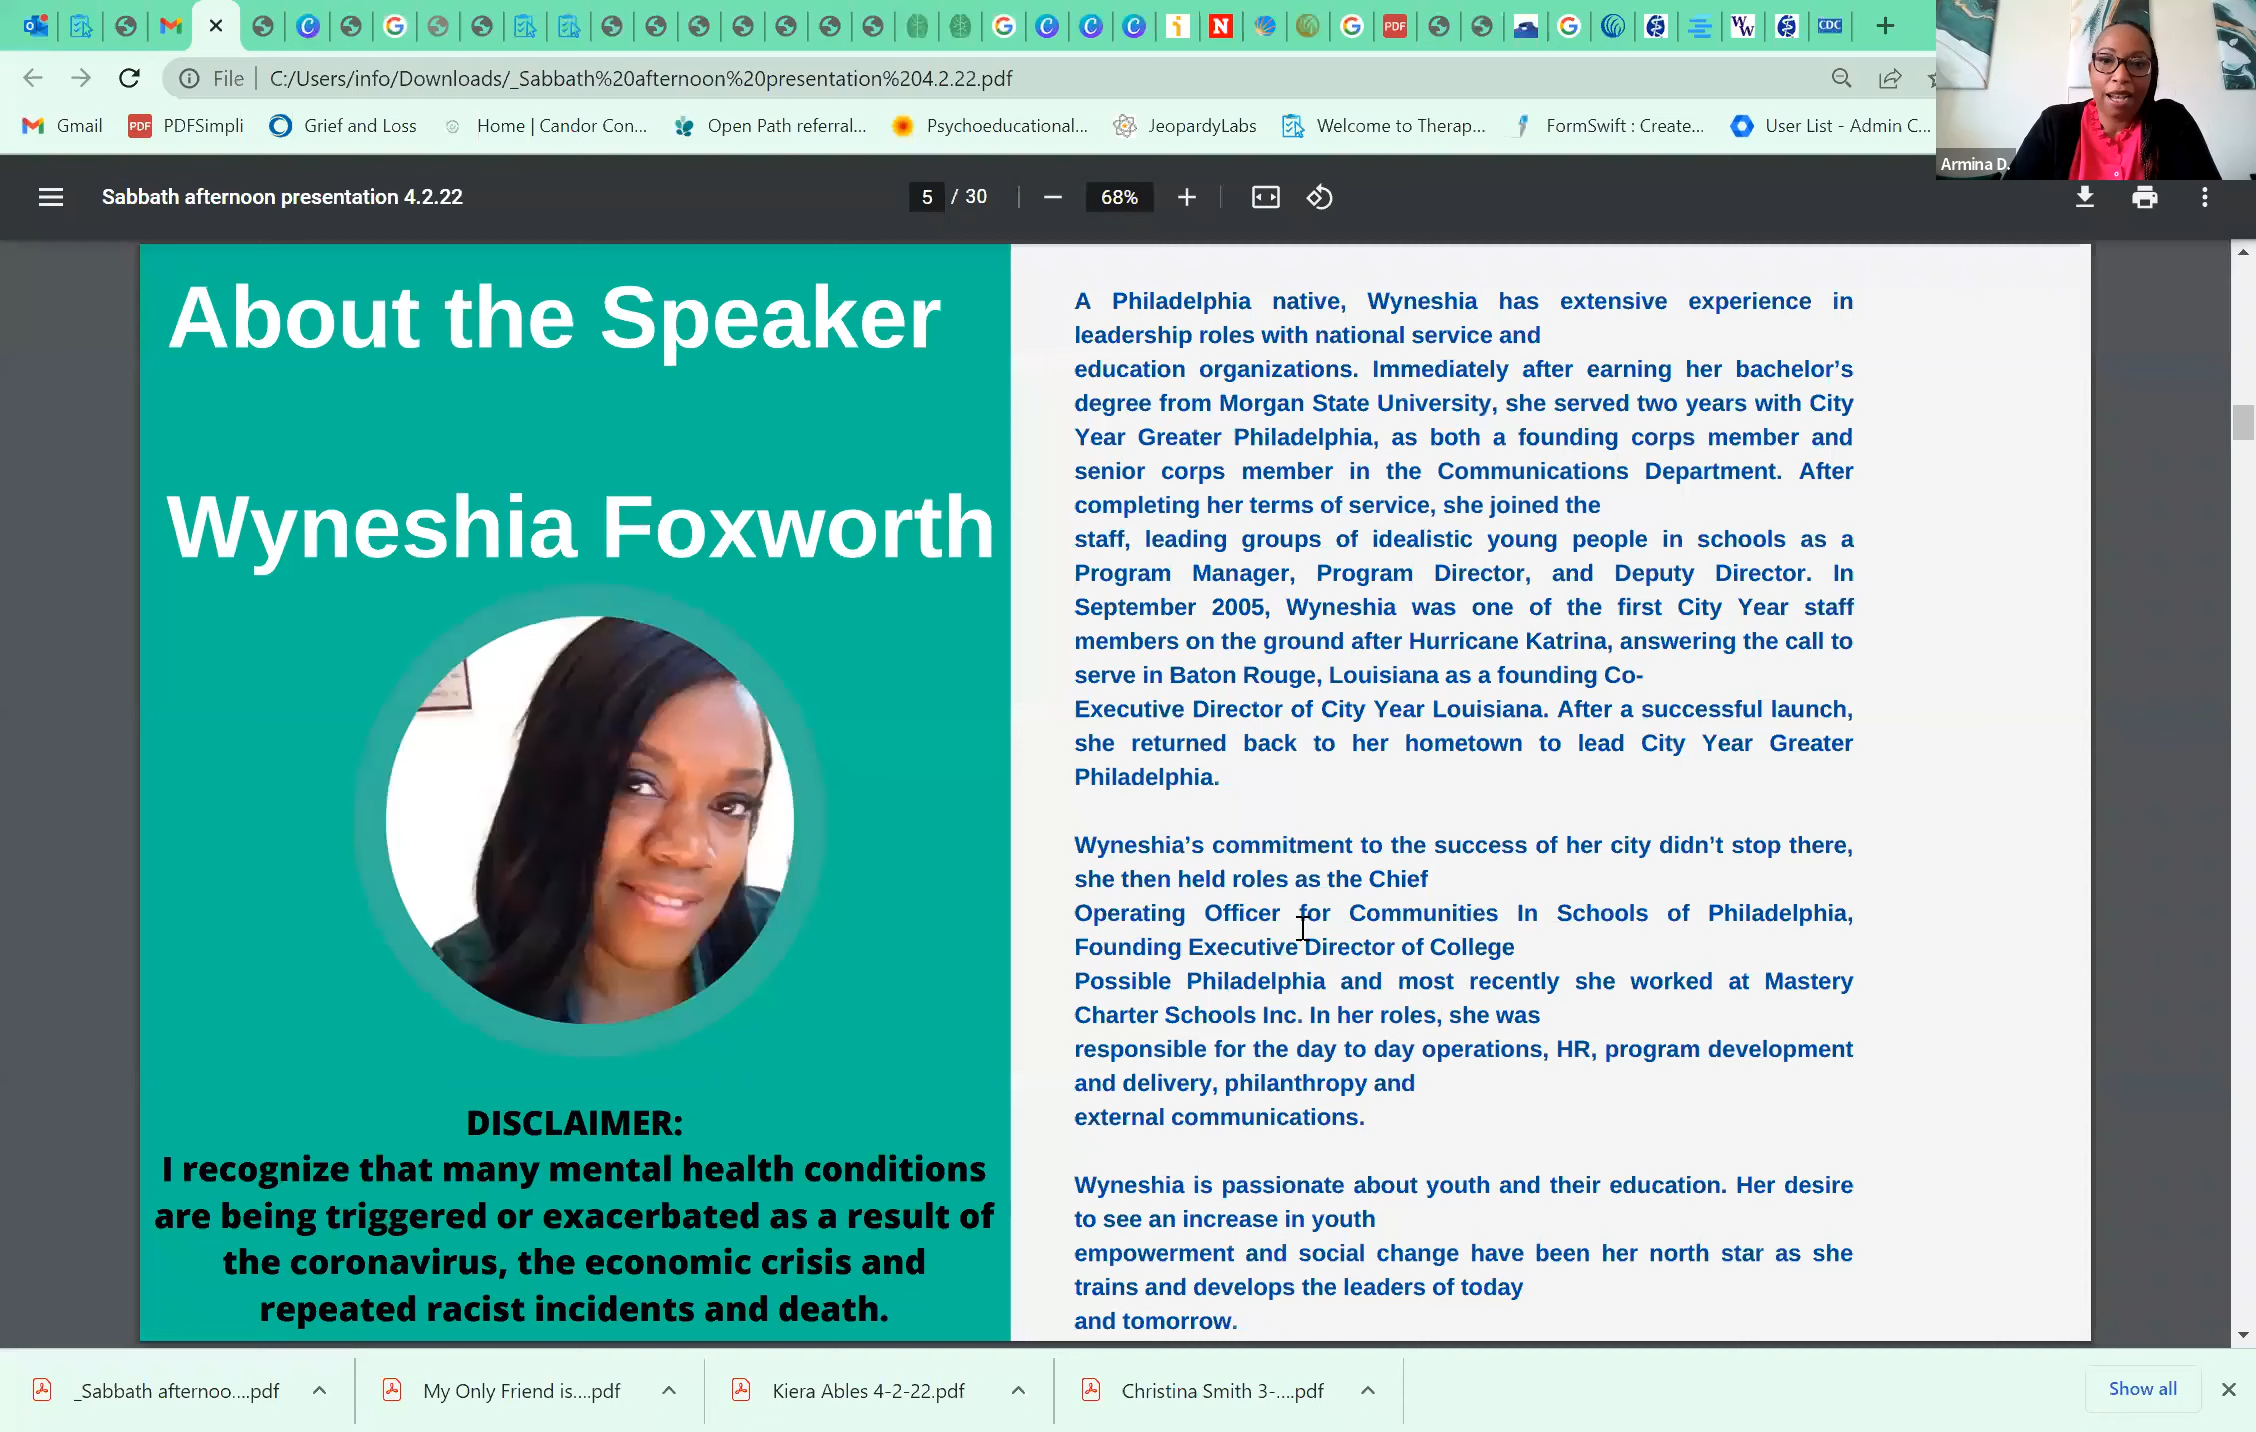 File
C:/Users/info/Downloads/_Sabbath%20afternoon%20presentation%204.2.22.pdf
Gmail
PDFSimpli
Grief and Loss
Home | Candor Con...
Open Path referral...
Psychoeducational...
JeopardyLabs
Welcome to Therap...
FormSwift : Create...
User List - Admin C...
Armina D.
Sabbath afternoon presentation 4.2.22
5 / 30
68%
About the Speaker
Wyneshia Foxworth
DISCLAIMER:
I recognize that many mental health conditions
are being triggered or exacerbated as a result of
the coronavirus, the economic crisis and
repeated racist incidents and death.
A Philadelphia native, Wyneshia has extensive experience in
leadership roles with national service and
education organizations. Immediately after earning her bachelor’s
degree from Morgan State University, she served two years with City
Year Greater Philadelphia, as both a founding corps member and
senior corps member in the Communications Department. After
completing her terms of service, she joined the
staff, leading groups of idealistic young people in schools as a
Program Manager, Program Director, and Deputy Director. In
September 2005, Wyneshia was one of the first City Year staff
members on the ground after Hurricane Katrina, answering the call to
serve in Baton Rouge, Louisiana as a founding Co-
Executive Director of City Year Louisiana. After a successful launch,
she returned back to her hometown to lead City Year Greater
Philadelphia.
Wyneshia’s commitment to the success of her city didn’t stop there,
she then held roles as the Chief
Operating Officer for Communities In Schools of Philadelphia,
Founding Executive Director of College
Possible Philadelphia and most recently she worked at Mastery
Charter Schools Inc. In her roles, she was
responsible for the day to day operations, HR, program development
and delivery, philanthropy and
external communications.
Wyneshia is passionate about youth and their education. Her desire
to see an increase in youth
empowerment and social change have been her north star as she
trains and develops the leaders of today
and tomorrow.
_Sabbath afternoo....pdf
My Only Friend is....pdf
Kiera Ables 4-2-22.pdf
Christina Smith 3-....pdf
Show all